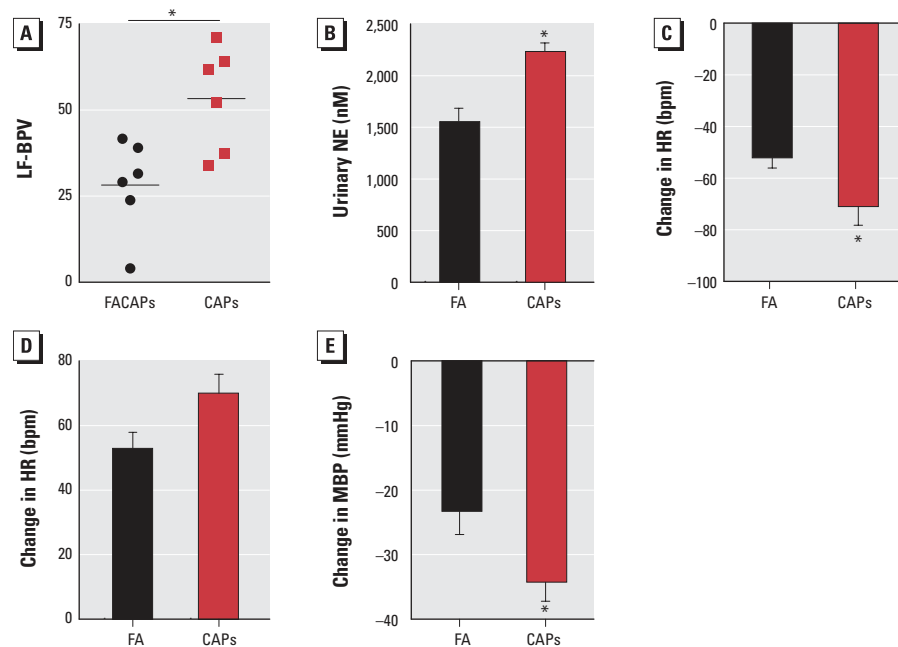 A
*
LF-BPV
75
50
25
0
FACAPs CAPs
B
*
Urinary NE (nM)
2,500
2,000
1,500
1,000
500
0
FA CAPs
C
Change in HR (bpm)
0
−20
−40
−60
−80
−100
*
FA CAPs
D
Change in HR (bpm)
80
60
40
20
0
FA CAPs
E
Change in MBP (mmHg)
0
−10
−20
−30
−40
*
FA CAPs